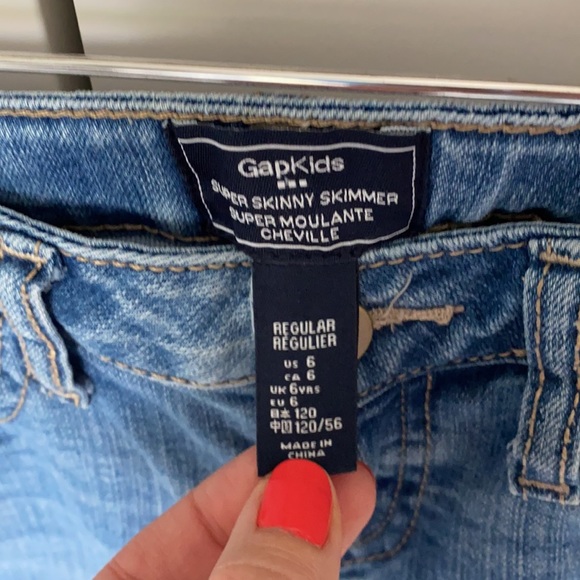 GapKids
SUPER SKINNY SKIMMER
SUPER MOULANTE
CHEVILLE
REGULAR
RÉGULIER
US 6
CA 6
UK 6YRS
EU 6
日本 120
中国 120/56
MADE IN
CHINA